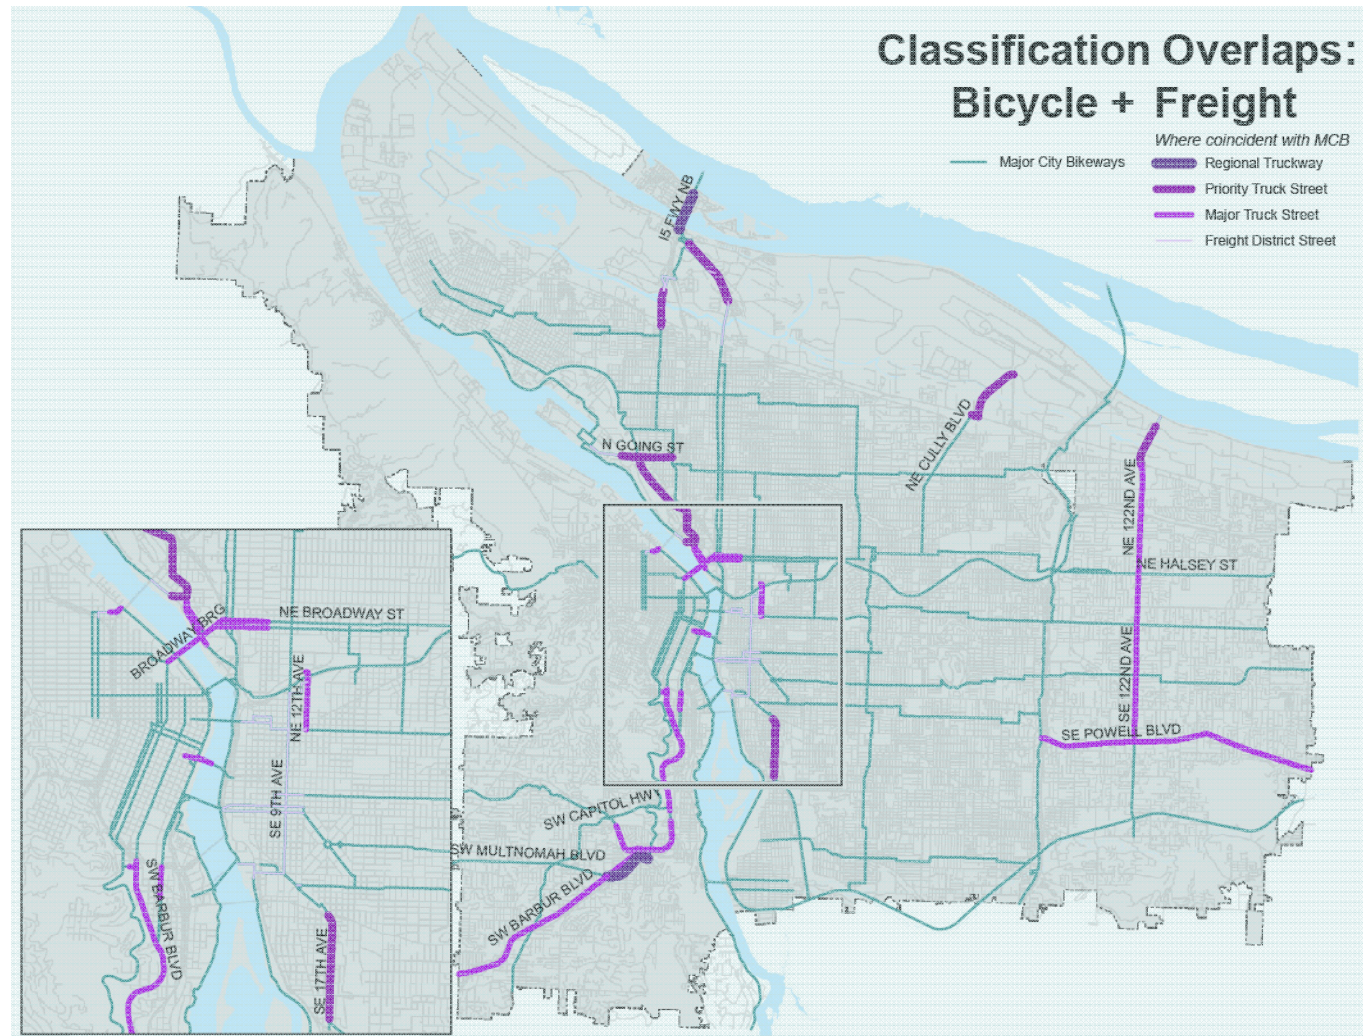 Classification Overlaps:
Bicycle + Freight
Where coincident with MCB
Major City Bikeways
Regional Truckway
Priority Truck Street
Major Truck Street
Freight District Street
I5 FWY NB
N GOING ST
NE CULLY BLVD
NE 122ND AVE
NE HALSEY ST
SE 122ND AVE
SE POWELL BLVD
SW CAPITOL HWY
SW MULTNOMAH BLVD
SW BARBUR BLVD
NE BROADWAY ST
BROADWAY BRG
NE 12TH AVE
SE 9TH AVE
SW BARBUR BLVD
SE 17TH AVE